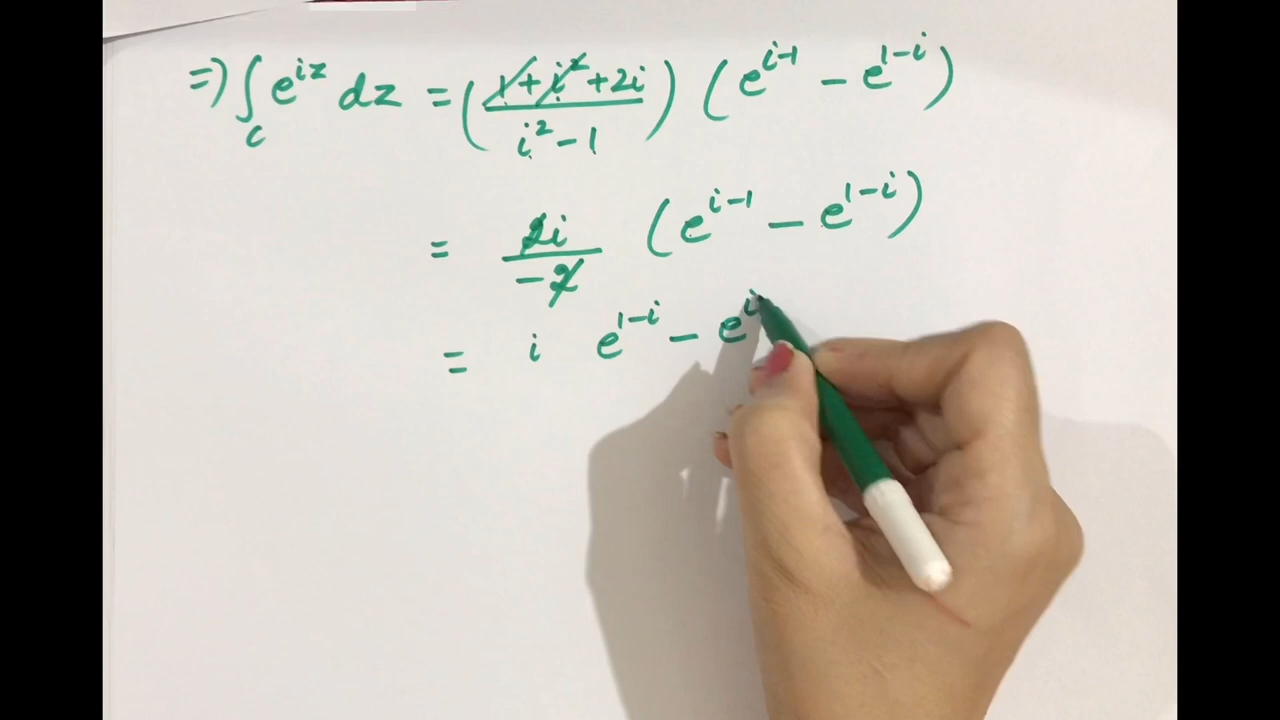 ⇒) ∫_C e^{iz} dz = ((1 + i² + 2i)/(i² − 1)) (e^{i−1} − e^{1−i})
= (2i/−2) (e^{i−1} − e^{1−i})
= i e^{1−i} − e^{i